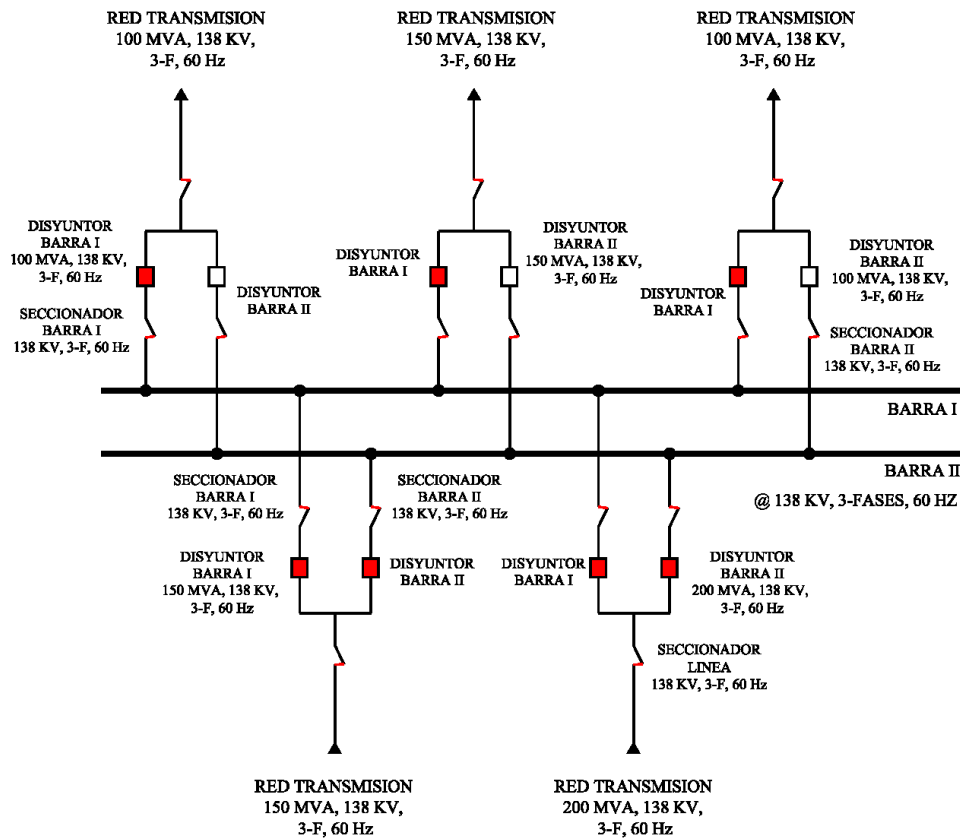 RED TRANSMISION
100 MVA, 138 KV,
3-F, 60 Hz
RED TRANSMISION
150 MVA, 138 KV,
3-F, 60 Hz
RED TRANSMISION
100 MVA, 138 KV,
3-F, 60 Hz
DISYUNTOR
BARRA I
100 MVA, 138 KV,
3-F, 60 Hz
SECCIONADOR
BARRA I
138 KV, 3-F, 60 Hz
DISYUNTOR
BARRA II
DISYUNTOR
BARRA I
DISYUNTOR
BARRA II
150 MVA, 138 KV,
3-F, 60 Hz
DISYUNTOR
BARRA I
DISYUNTOR
BARRA II
100 MVA, 138 KV,
3-F, 60 Hz
SECCIONADOR
BARRA II
138 KV, 3-F, 60 Hz
BARRA I
BARRA II
@ 138 KV, 3-FASES, 60 HZ
SECCIONADOR
BARRA I
138 KV, 3-F, 60 Hz
SECCIONADOR
BARRA II
138 KV, 3-F, 60 Hz
DISYUNTOR
BARRA I
150 MVA, 138 KV,
3-F, 60 Hz
DISYUNTOR
BARRA II
DISYUNTOR
BARRA I
DISYUNTOR
BARRA II
200 MVA, 138 KV,
3-F, 60 Hz
SECCIONADOR
LINEA
138 KV, 3-F, 60 Hz
RED TRANSMISION
150 MVA, 138 KV,
3-F, 60 Hz
RED TRANSMISION
200 MVA, 138 KV,
3-F, 60 Hz